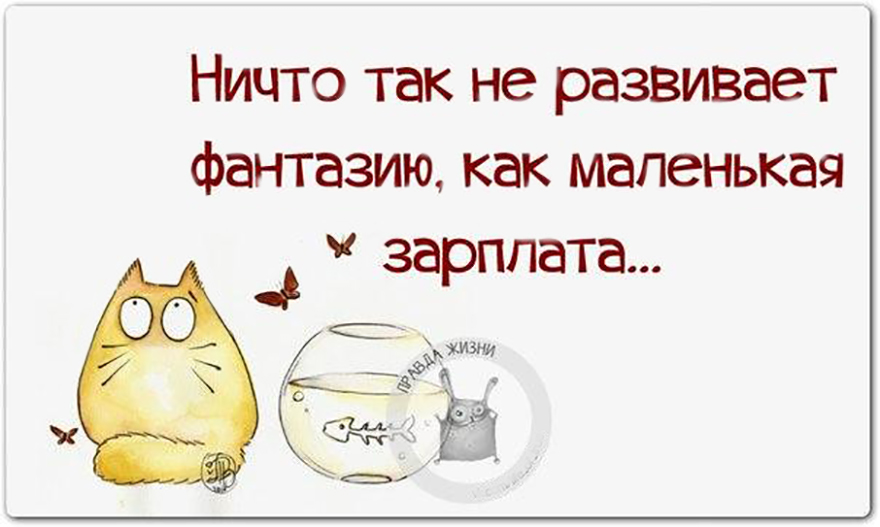 Ничто так не развивает
фантазию, как маленькая
зарплата...
ПРАВДА ЖИЗНИ